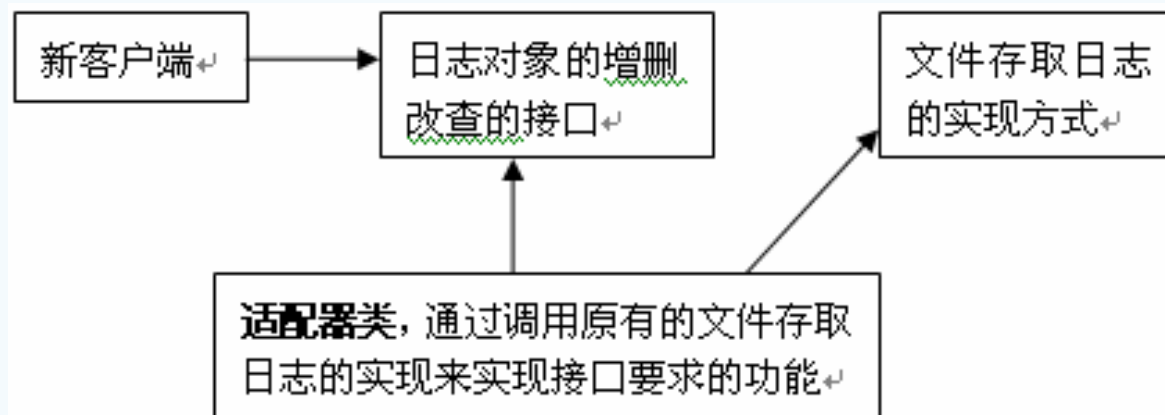 新客户端
日志对象的增删
改查的接口
文件存取日志
的实现方式
适配器类，通过调用原有的文件存取
日志的实现来实现接口要求的功能